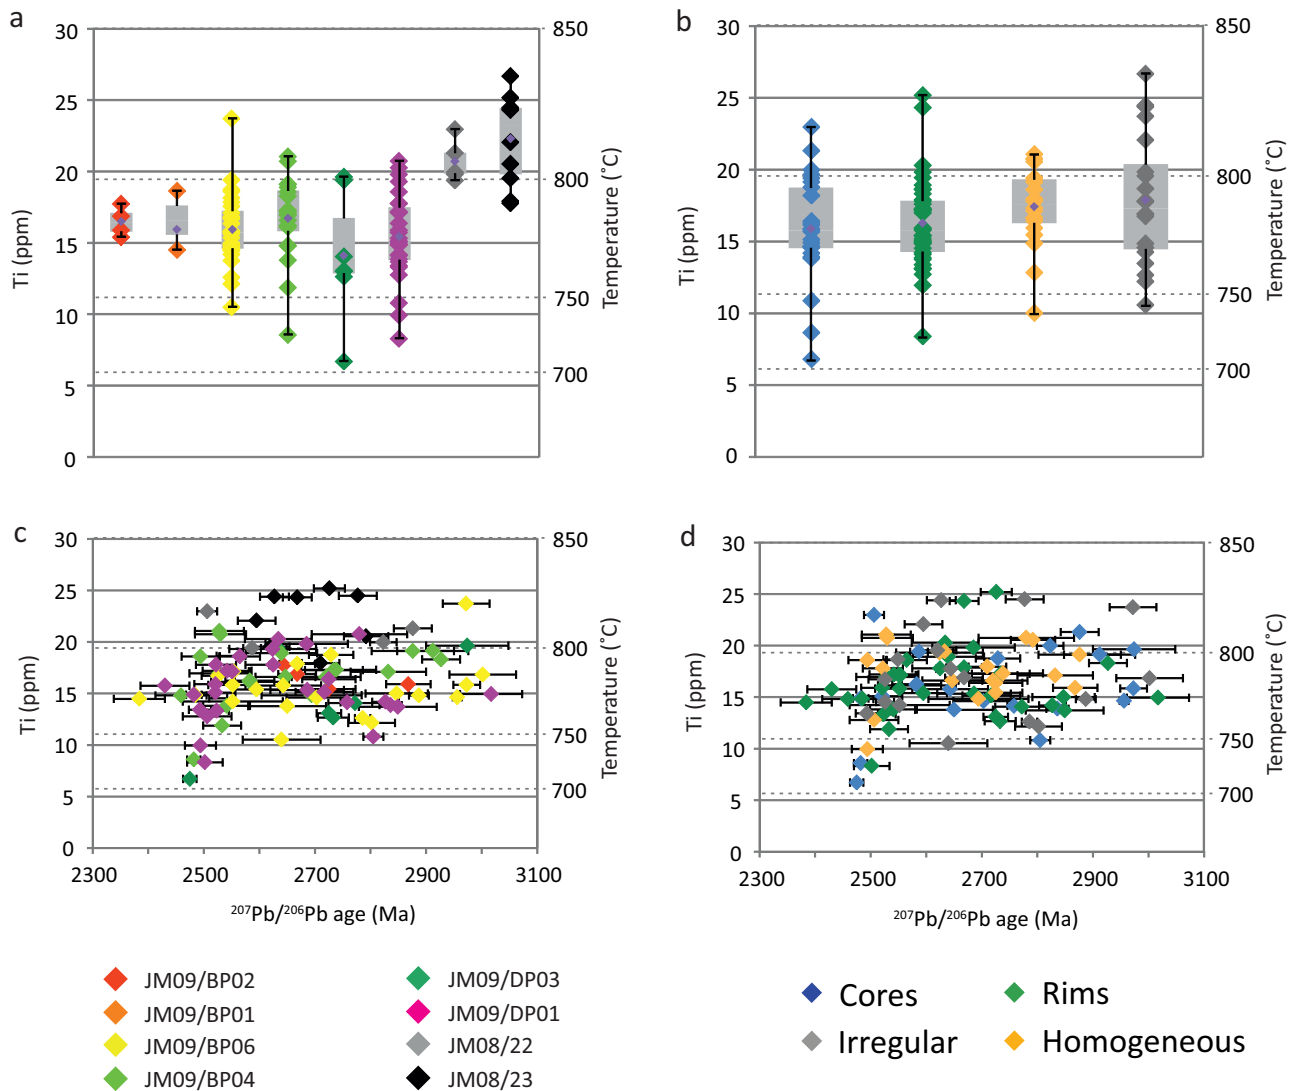 a
30
25
20
15
10
5
0
Ti (ppm)
850
800
750
700
Temperature (˚C)
b
30
25
20
15
10
5
0
Ti (ppm)
850
800
750
700
Temperature (˚C)
c
30
25
20
15
10
5
0
Ti (ppm)
850
800
750
700
Temperature (˚C)
2300 2500 2700 2900 3100
²⁰⁷Pb/²⁰⁶Pb age (Ma)
d
30
25
20
15
10
5
0
Ti (ppm)
850
800
750
700
Temperature (˚C)
2300 2500 2700 2900 3100
²⁰⁷Pb/²⁰⁶Pb age (Ma)
JM09/BP02
JM09/BP01
JM09/BP06
JM09/BP04
JM09/DP03
JM09/DP01
JM08/22
JM08/23
Cores
Rims
Irregular
Homogeneous